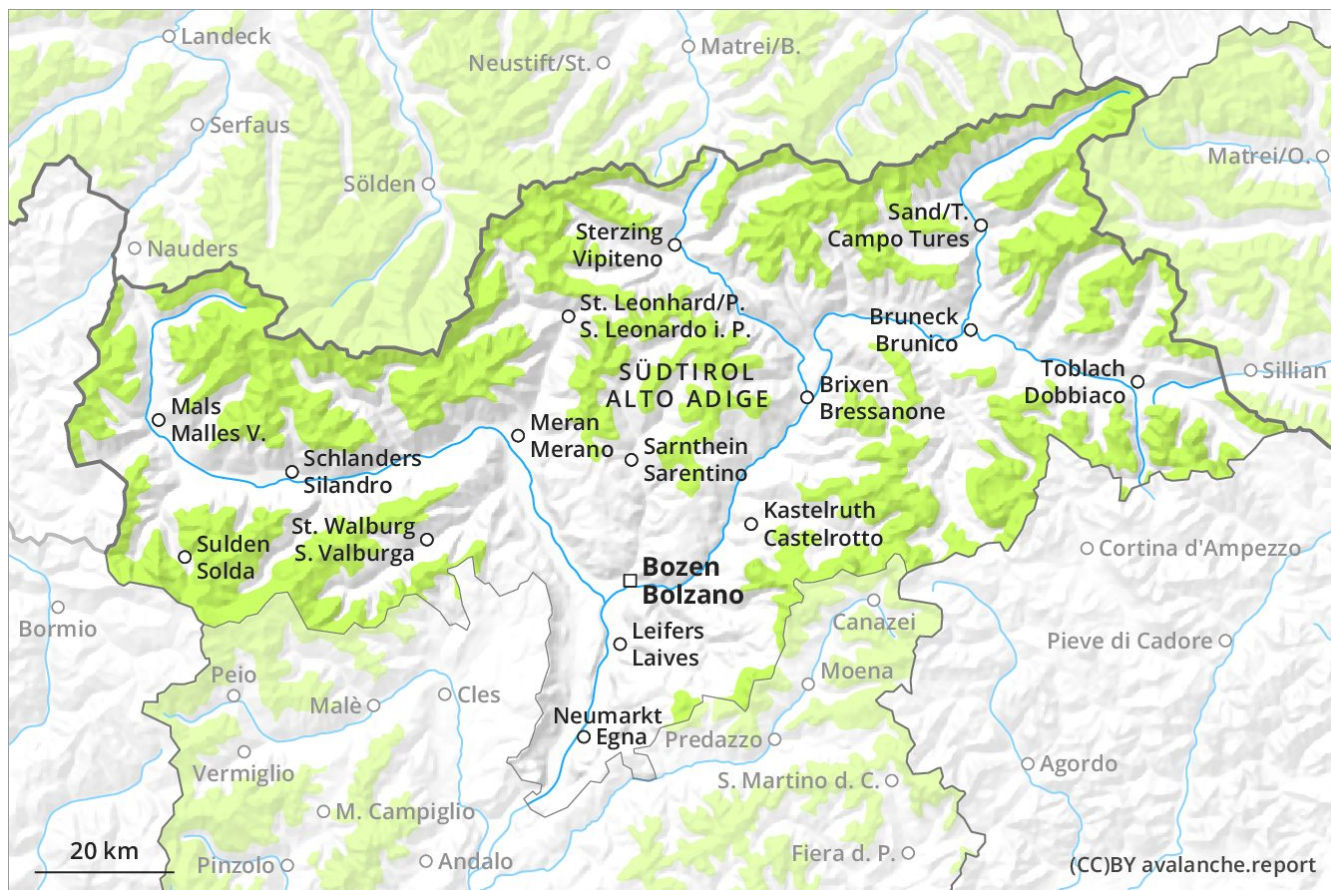 Landeck
Matrei/B.
Neustift/St.
Serfaus
Matrei/O.
Sölden
Nauders
Sand/T.
Campo Tures
Sterzing
Vipiteno
St. Leonhard/P.
S. Leonardo i. P.
Bruneck
Brunico
SÜDTIROL
ALTO ADIGE
Toblach
Dobbiaco
Sillian
Brixen
Bressanone
Mals
Malles V.
Meran
Merano
Sarnthein
Sarentino
Schlanders
Silandro
Kastelruth
Castelrotto
St. Walburg
S. Valburga
Sulden
Solda
Cortina d'Ampezzo
Bozen
Bolzano
Bormio
Canazei
Leifers
Laives
Pieve di Cadore
Peio
Moena
Malè
Cles
Neumarkt
Egna
Predazzo
Vermiglio
Agordo
S. Martino d. C.
M. Campiglio
20 km
Pinzolo
Andalo
Fiera d. P.
(CC)BY avalanche.report